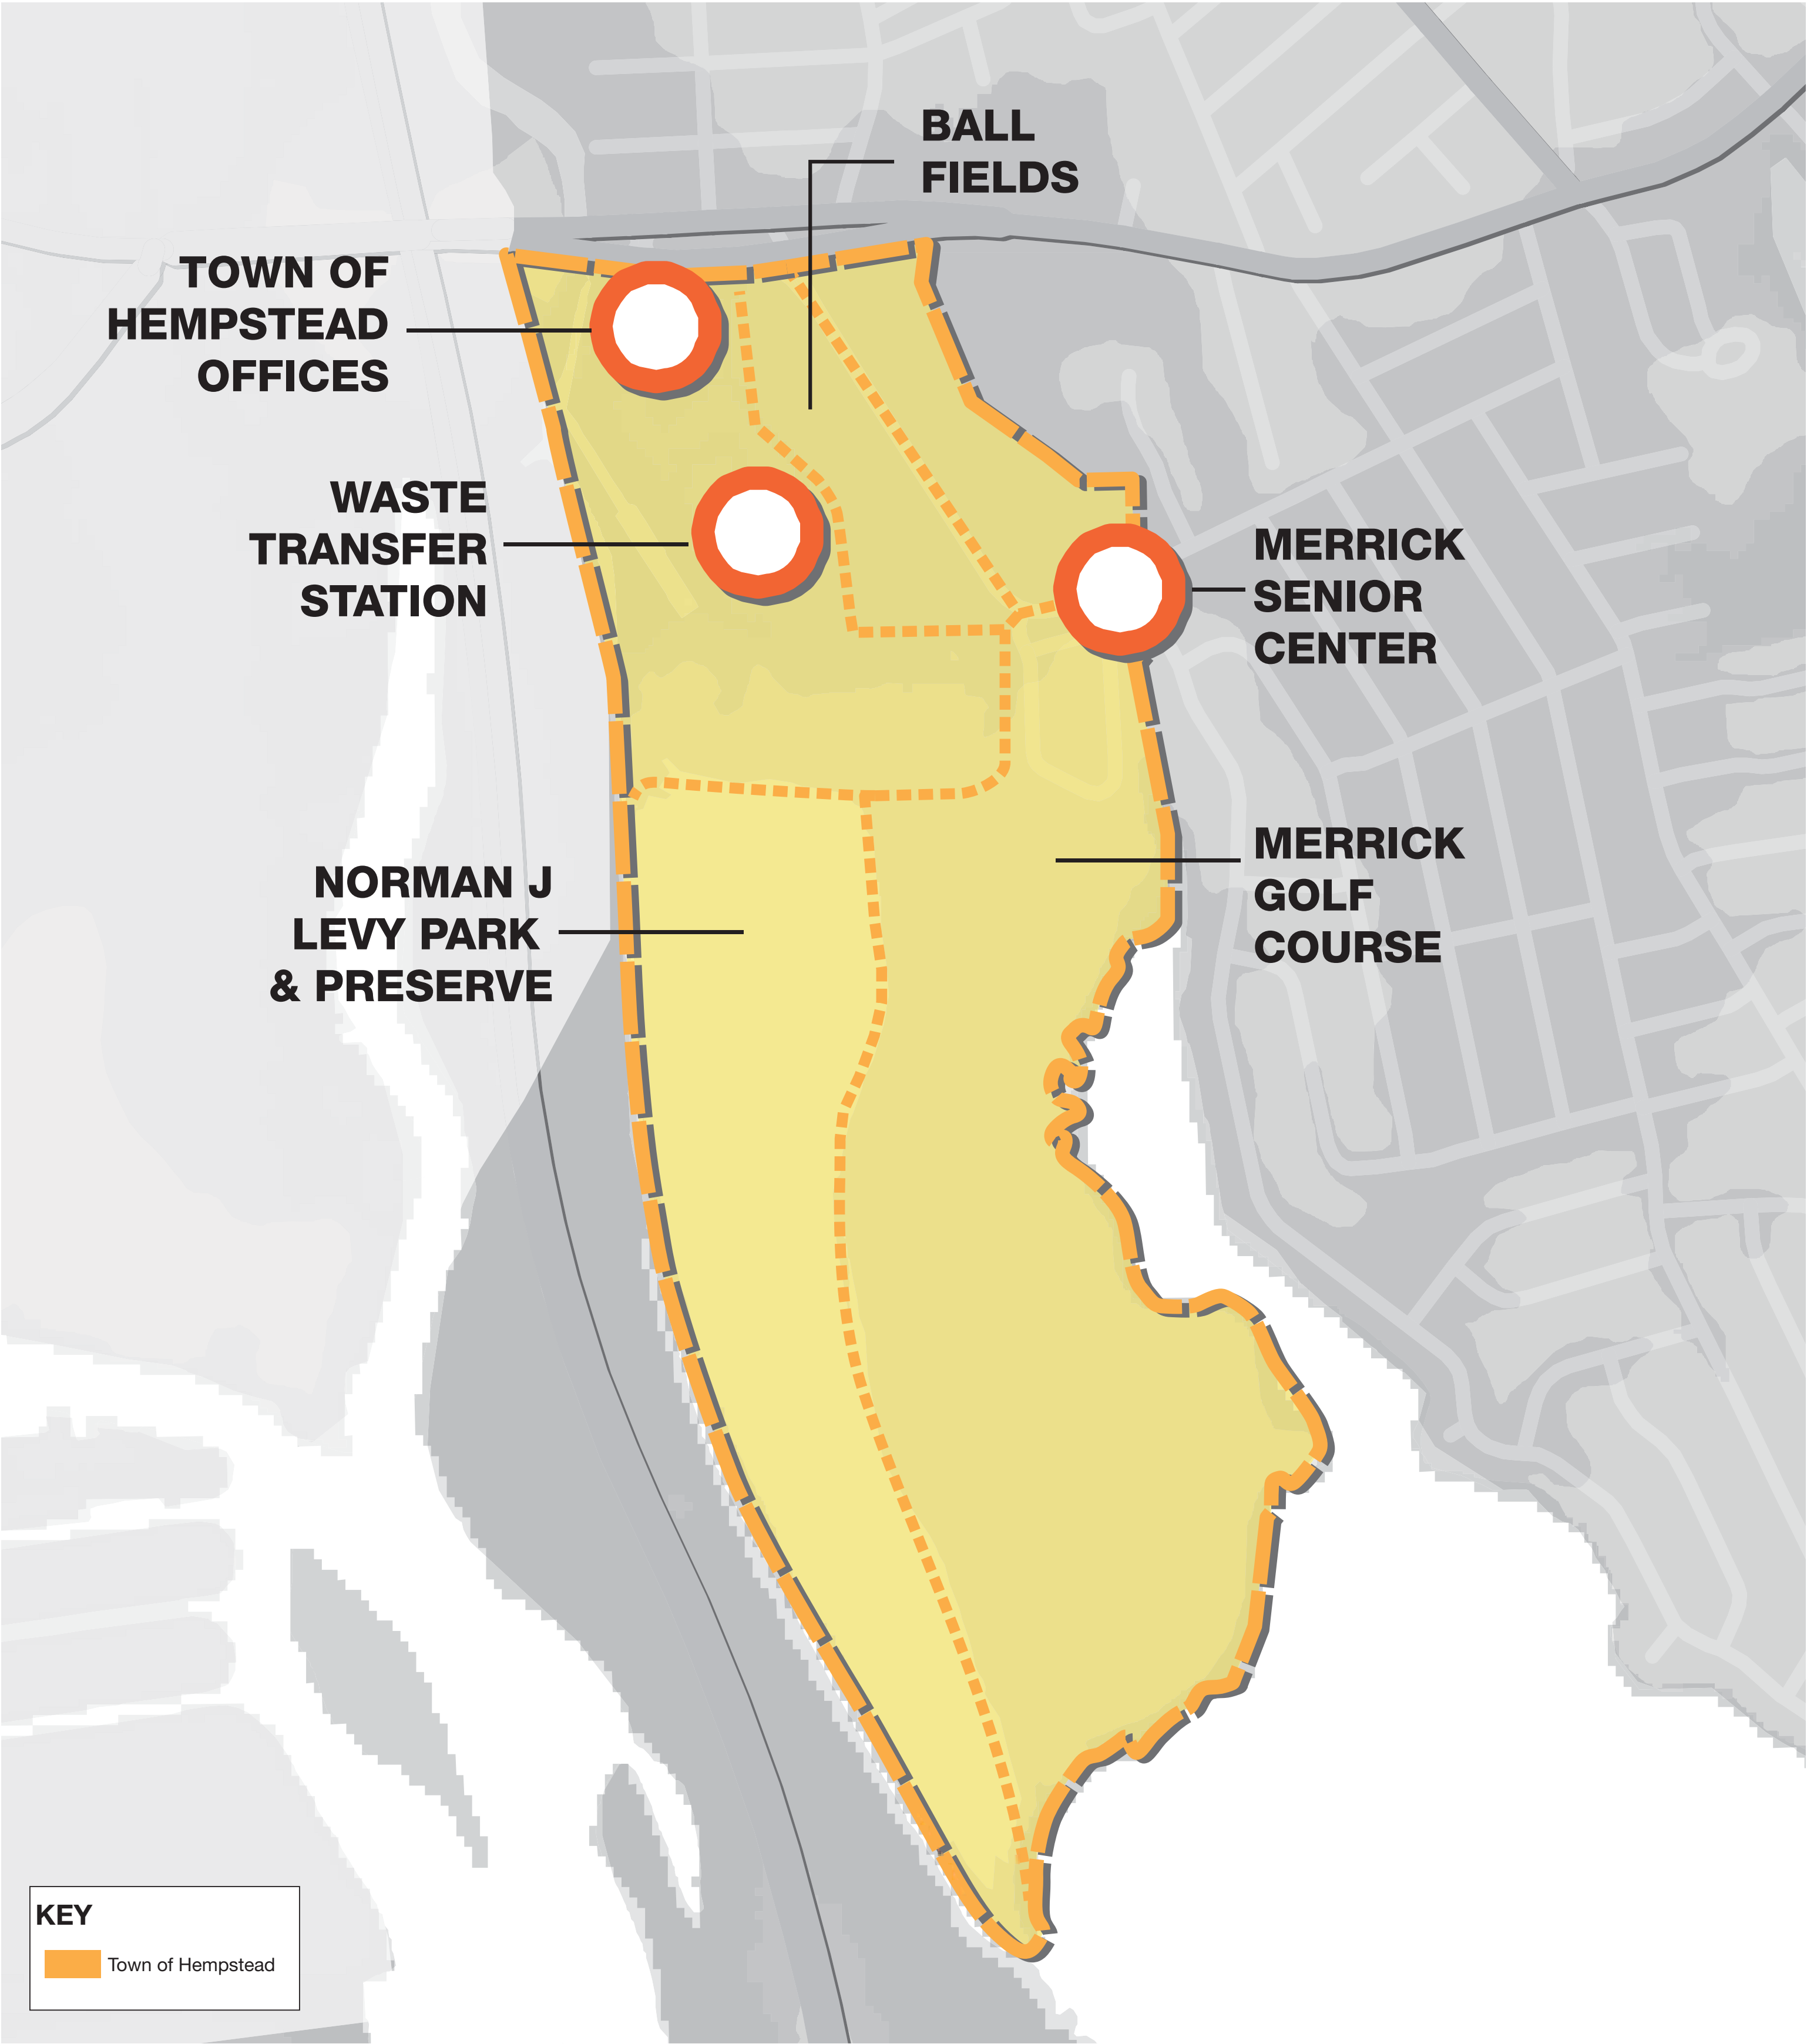 BALL
FIELDS
TOWN OF
HEMPSTEAD
OFFICES
WASTE
TRANSFER
STATION
MERRICK
SENIOR
CENTER
MERRICK
GOLF
COURSE
NORMAN J
LEVY PARK
& PRESERVE
KEY
Town of Hempstead